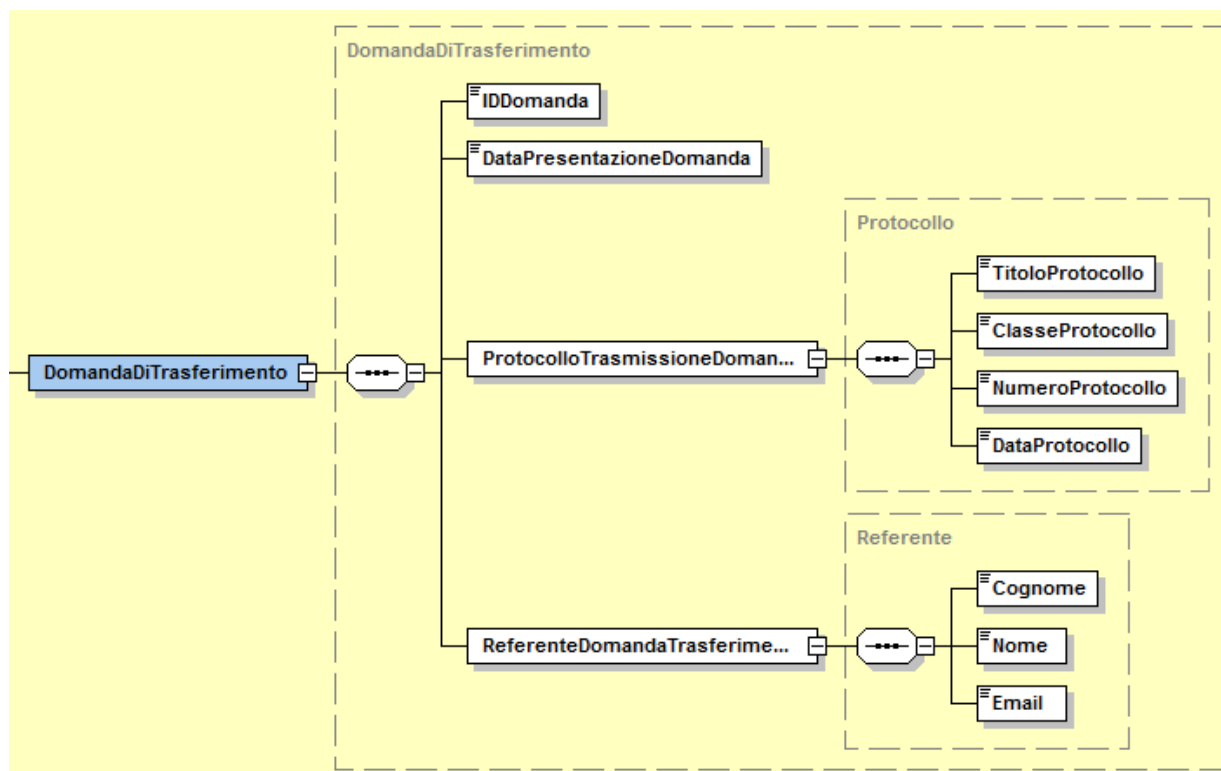 DomandaDiTrasferimento
IDDomanda
DataPresentazioneDomanda
Protocollo
TitoloProtocollo
ClasseProtocollo
ProtocolloTrasmissioneDoman...
DomandaDiTrasferimento
NumeroProtocollo
DataProtocollo
Referente
Cognome
ReferenteDomandaTrasferime...
Nome
Email